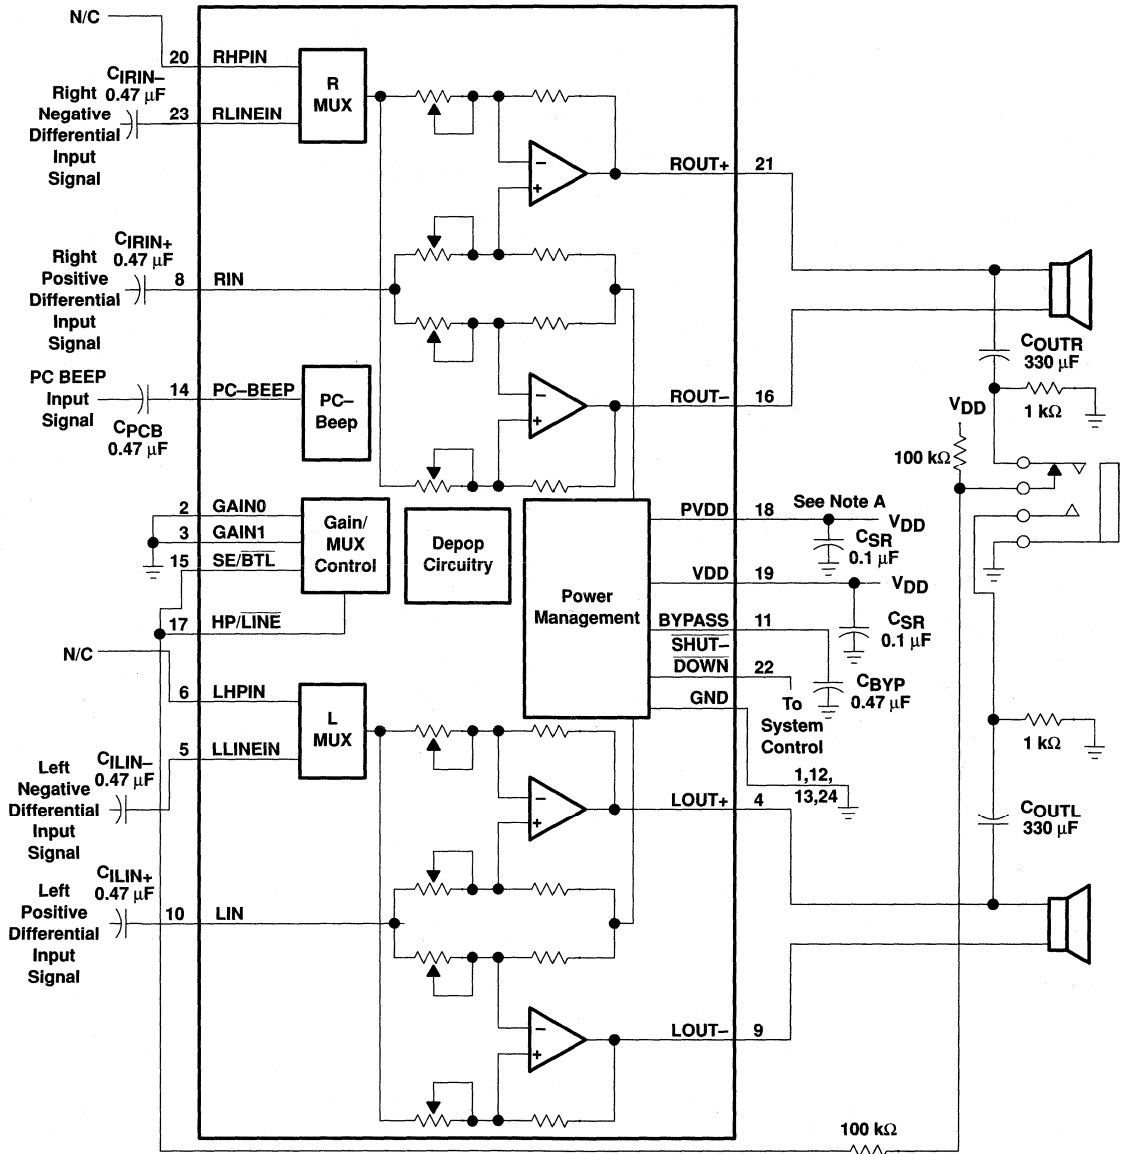 N/C
20 RHPIN
CIRIN–
0.47 µF
Right
Negative
Differential
Input
Signal
23 RLINEIN
R
MUX
–
+
ROUT+ 21
CIRIN+
0.47 µF
Right
Positive
Differential
Input
Signal
8 RIN
PC BEEP
Input
Signal
14 PC–BEEP
CPCB
0.47 µF
PC–
Beep
–
+
ROUT– 16
COUTR
330 µF
1 kΩ
VDD
100 kΩ
2 GAIN0
3 GAIN1
15 SE/BTL
17 HP/LINE
Gain/
MUX
Control
Depop
Circuitry
Power
Management
PVDD 18
See Note A
VDD
CSR
0.1 µF
VDD 19
VDD
CSR
0.1 µF
BYPASS 11
SHUT–
DOWN 22
GND
CBYP
0.47 µF
To
System
Control
1,12,
13,24
N/C
6 LHPIN
L
MUX
5 LLINEIN
CILIN–
0.47 µF
Left
Negative
Differential
Input
Signal
–
+
LOUT+ 4
1 kΩ
COUTL
330 µF
CILIN+
0.47 µF
Left
Positive
Differential
Input
Signal
10 LIN
–
+
LOUT– 9
100 kΩ